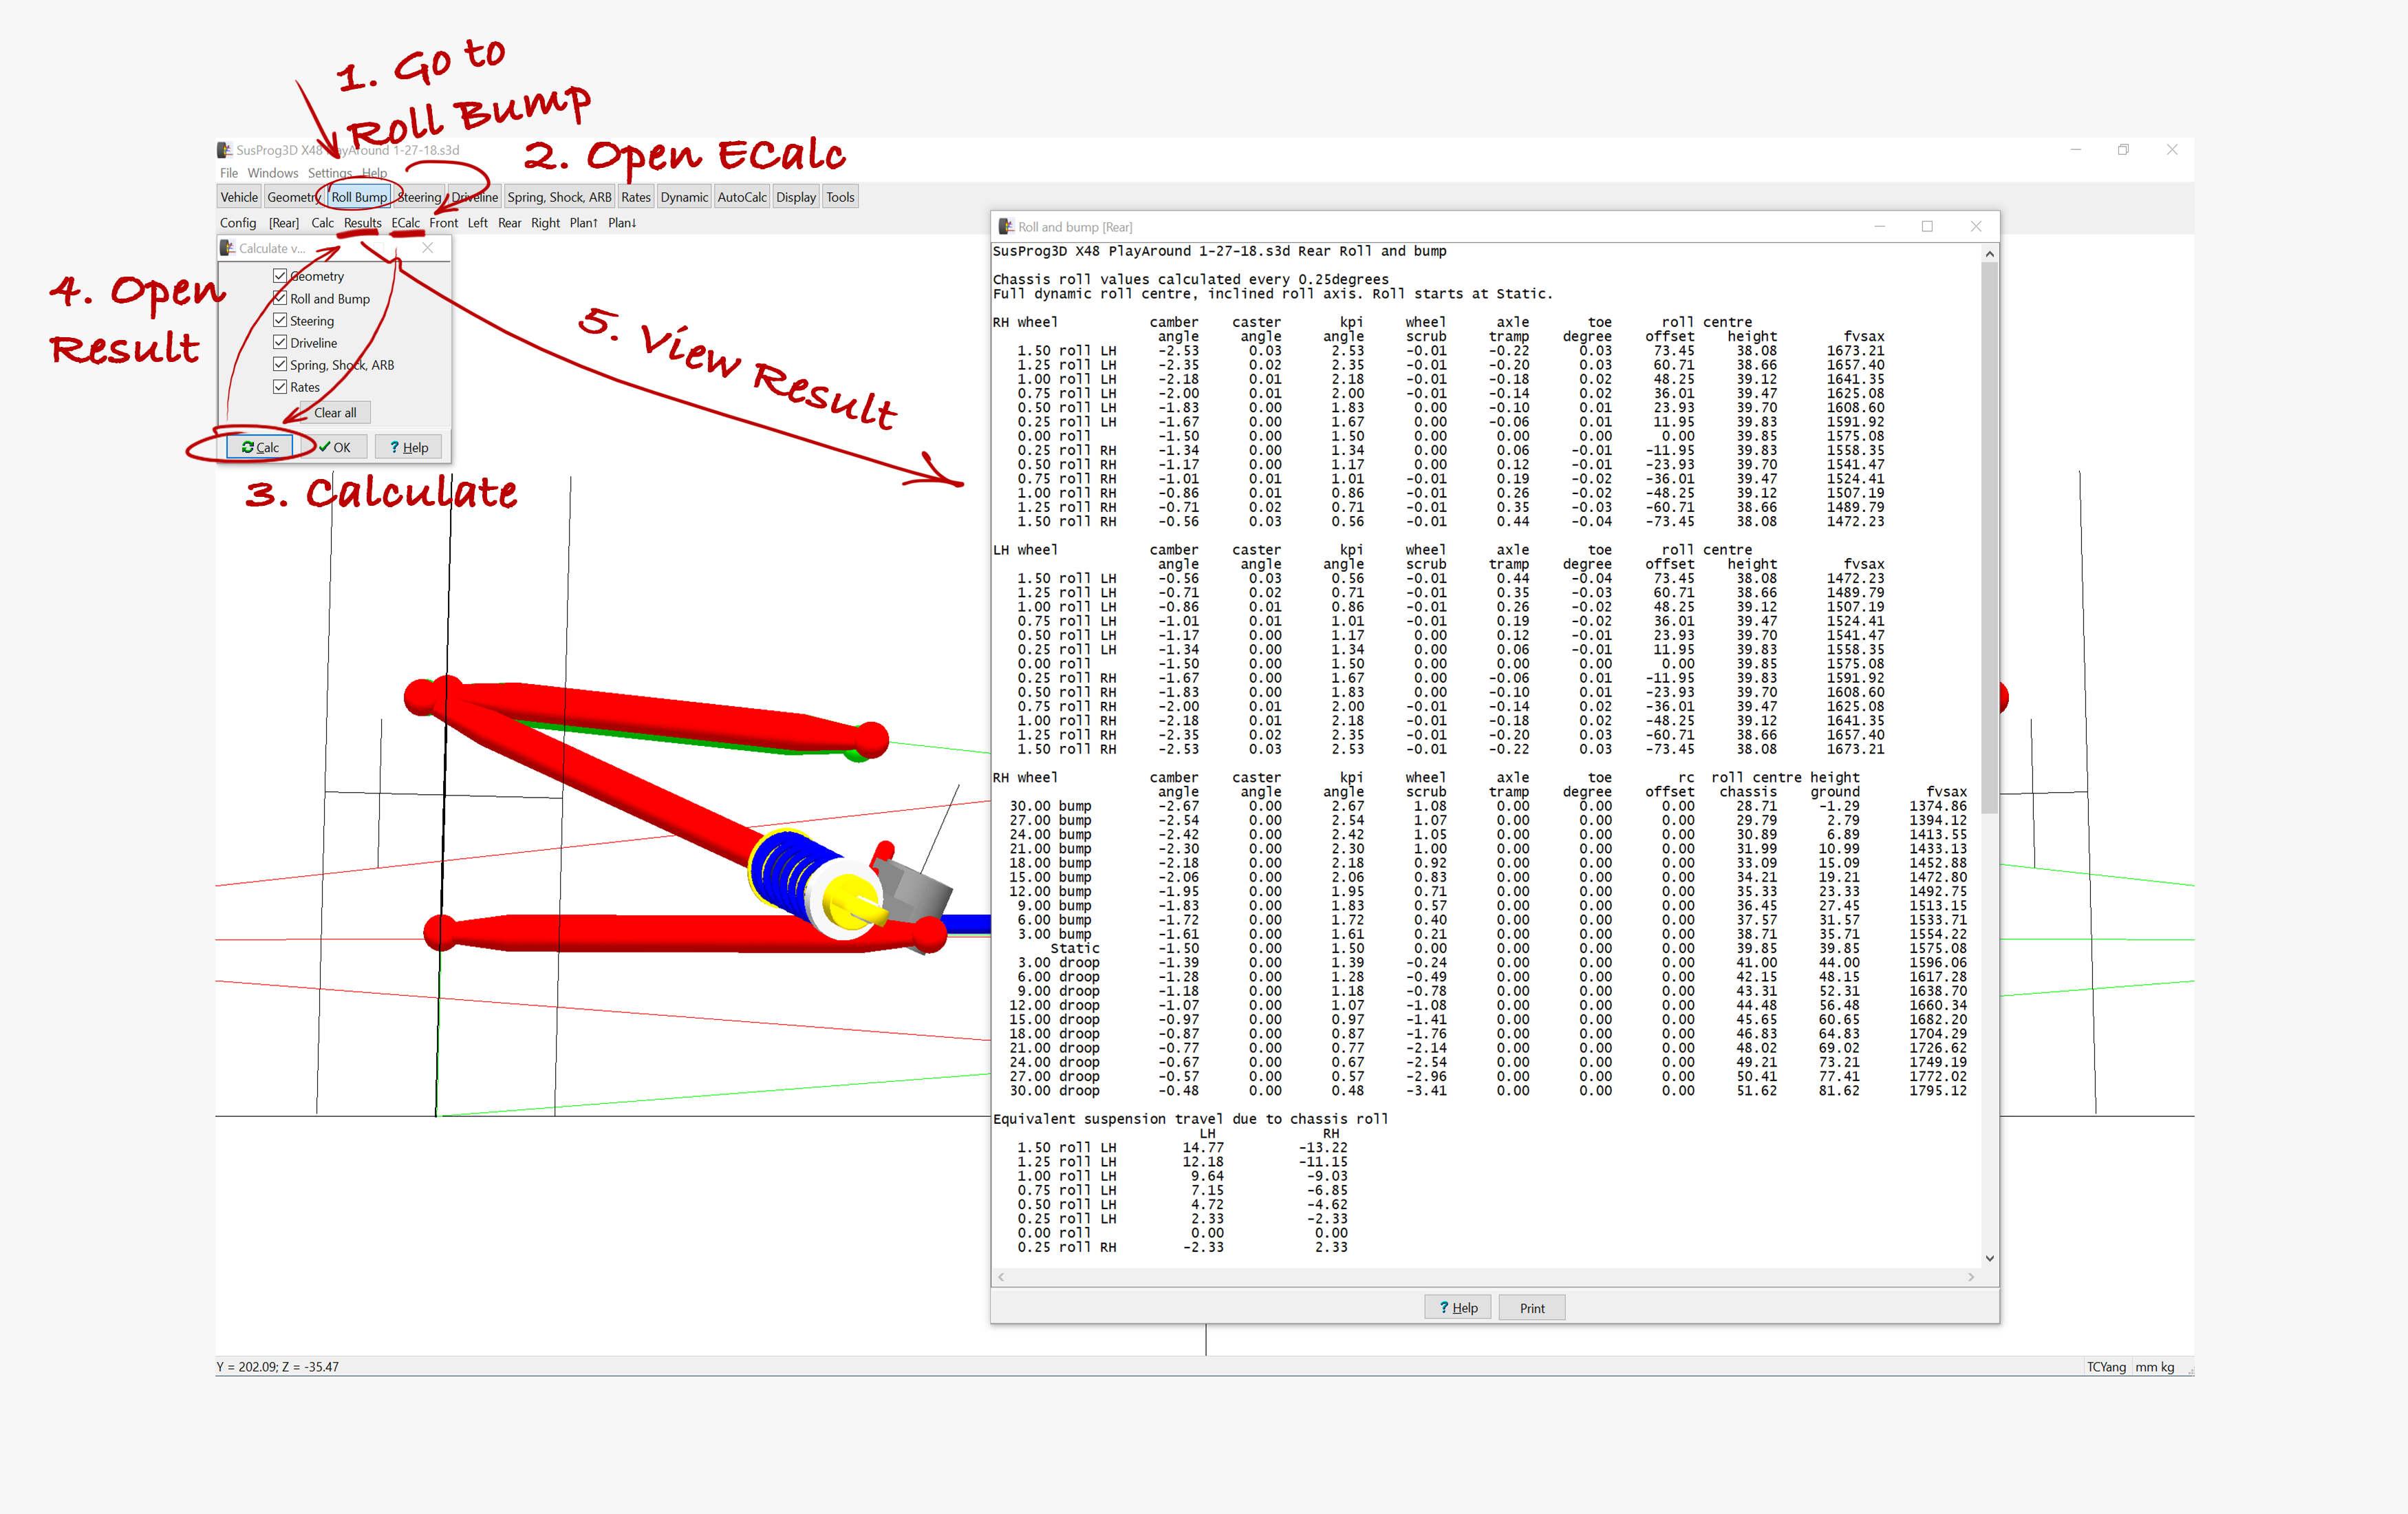 1. Go to
Roll Bump
2. Open ECalc
SusProg3D X48 PlayAround 1-27-18.s3d
File Windows Settings Help
Vehicle Geometry Roll Bump Steering Driveline Spring, Shock, ARB Rates Dynamic AutoCalc Display Tools
Config [Rear] Calc Results ECalc Front Left Rear Right Plan↑ Plan↓
Calculate v...
Geometry
Roll and Bump
Steering
Driveline
Spring, Shock, ARB
Rates
Clear all
Calc OK ? Help
4. Open
Result
3. Calculate
5. View Result
Roll and bump [Rear]
SusProg3D X48 PlayAround 1-27-18.s3d Rear Roll and bump
Chassis roll values calculated every 0.25degrees
Full dynamic roll centre, inclined roll axis. Roll starts at Static.
RH wheel camber caster kpi wheel axle toe roll centre
angle angle angle scrub tramp degree offset height fvsax
1.50 roll LH -2.53 0.03 2.53 -0.01 -0.22 0.03 73.45 38.08 1673.21
1.25 roll LH -2.35 0.02 2.35 -0.01 -0.20 0.03 60.71 38.66 1657.40
1.00 roll LH -2.18 0.01 2.18 -0.01 -0.18 0.02 48.25 39.12 1641.35
0.75 roll LH -2.00 0.01 2.00 -0.01 -0.14 0.02 36.01 39.47 1625.08
0.50 roll LH -1.83 0.00 1.83 0.00 -0.10 0.01 23.93 39.70 1608.60
0.25 roll LH -1.67 0.00 1.67 0.00 -0.06 0.01 11.95 39.83 1591.92
0.00 roll -1.50 0.00 1.50 0.00 0.00 0.00 0.00 39.85 1575.08
0.25 roll RH -1.34 0.00 1.34 0.00 0.06 -0.01 -11.95 39.83 1558.35
0.50 roll RH -1.17 0.00 1.17 0.00 0.12 -0.01 -23.93 39.70 1541.47
0.75 roll RH -1.01 0.01 1.01 -0.01 0.19 -0.02 -36.01 39.47 1524.41
1.00 roll RH -0.86 0.01 0.86 -0.01 0.26 -0.02 -48.25 39.12 1507.19
1.25 roll RH -0.71 0.02 0.71 -0.01 0.35 -0.03 -60.71 38.66 1489.79
1.50 roll RH -0.56 0.03 0.56 -0.01 0.44 -0.04 -73.45 38.08 1472.23
LH wheel camber caster kpi wheel axle toe roll centre
angle angle angle scrub tramp degree offset height fvsax
1.50 roll LH -0.56 0.03 0.56 -0.01 0.44 -0.04 73.45 38.08 1472.23
1.25 roll LH -0.71 0.02 0.71 -0.01 0.35 -0.03 60.71 38.66 1489.79
1.00 roll LH -0.86 0.01 0.86 -0.01 0.26 -0.02 48.25 39.12 1507.19
0.75 roll LH -1.01 0.01 1.01 -0.01 0.19 -0.02 36.01 39.47 1524.41
0.50 roll LH -1.17 0.00 1.17 0.00 0.12 -0.01 23.93 39.70 1541.47
0.25 roll LH -1.34 0.00 1.34 0.00 0.06 -0.01 11.95 39.83 1558.35
0.00 roll -1.50 0.00 1.50 0.00 0.00 0.00 0.00 39.85 1575.08
0.25 roll RH -1.67 0.00 1.67 0.00 -0.06 0.01 -11.95 39.83 1591.92
0.50 roll RH -1.83 0.00 1.83 0.00 -0.10 0.01 -23.93 39.70 1608.60
0.75 roll RH -2.00 0.01 2.00 -0.01 -0.14 0.02 -36.01 39.47 1625.08
1.00 roll RH -2.18 0.01 2.18 -0.01 -0.18 0.02 -48.25 39.12 1641.35
1.25 roll RH -2.35 0.02 2.35 -0.01 -0.20 0.03 -60.71 38.66 1657.40
1.50 roll RH -2.53 0.03 2.53 -0.01 -0.22 0.03 -73.45 38.08 1673.21
RH wheel camber caster kpi wheel axle toe rc roll centre height
angle angle angle scrub tramp degree offset chassis ground fvsax
30.00 bump -2.67 0.00 2.67 1.08 0.00 0.00 0.00 28.71 -1.29 1374.86
27.00 bump -2.54 0.00 2.54 1.07 0.00 0.00 0.00 29.79 2.79 1394.12
24.00 bump -2.42 0.00 2.42 1.05 0.00 0.00 0.00 30.89 6.89 1413.55
21.00 bump -2.30 0.00 2.30 1.00 0.00 0.00 0.00 31.99 10.99 1433.13
18.00 bump -2.18 0.00 2.18 0.92 0.00 0.00 0.00 33.09 15.09 1452.88
15.00 bump -2.06 0.00 2.06 0.83 0.00 0.00 0.00 34.21 19.21 1472.80
12.00 bump -1.95 0.00 1.95 0.71 0.00 0.00 0.00 35.33 23.33 1492.75
9.00 bump -1.83 0.00 1.83 0.57 0.00 0.00 0.00 36.45 27.45 1513.15
6.00 bump -1.72 0.00 1.72 0.40 0.00 0.00 0.00 37.57 31.57 1533.71
3.00 bump -1.61 0.00 1.61 0.21 0.00 0.00 0.00 38.71 35.71 1554.22
Static -1.50 0.00 1.50 0.00 0.00 0.00 0.00 39.85 39.85 1575.08
3.00 droop -1.39 0.00 1.39 -0.24 0.00 0.00 0.00 41.00 44.00 1596.06
6.00 droop -1.28 0.00 1.28 -0.49 0.00 0.00 0.00 42.15 48.15 1617.28
9.00 droop -1.18 0.00 1.18 -0.78 0.00 0.00 0.00 43.31 52.31 1638.70
12.00 droop -1.07 0.00 1.07 -1.08 0.00 0.00 0.00 44.48 56.48 1660.34
15.00 droop -0.97 0.00 0.97 -1.41 0.00 0.00 0.00 45.65 60.65 1682.20
18.00 droop -0.87 0.00 0.87 -1.76 0.00 0.00 0.00 46.83 64.83 1704.29
21.00 droop -0.77 0.00 0.77 -2.14 0.00 0.00 0.00 48.02 69.02 1726.62
24.00 droop -0.67 0.00 0.67 -2.54 0.00 0.00 0.00 49.21 73.21 1749.19
27.00 droop -0.57 0.00 0.57 -2.96 0.00 0.00 0.00 50.41 77.41 1772.02
30.00 droop -0.48 0.00 0.48 -3.41 0.00 0.00 0.00 51.62 81.62 1795.12
Equivalent suspension travel due to chassis roll
LH RH
1.50 roll LH 14.77 -13.22
1.25 roll LH 12.18 -11.15
1.00 roll LH 9.64 -9.03
0.75 roll LH 7.15 -6.85
0.50 roll LH 4.72 -4.62
0.25 roll LH 2.33 -2.33
0.00 roll 0.00 0.00
0.25 roll RH -2.33 2.33
? Help Print
Y = 202.09; Z = -35.47
TCYang mm kg